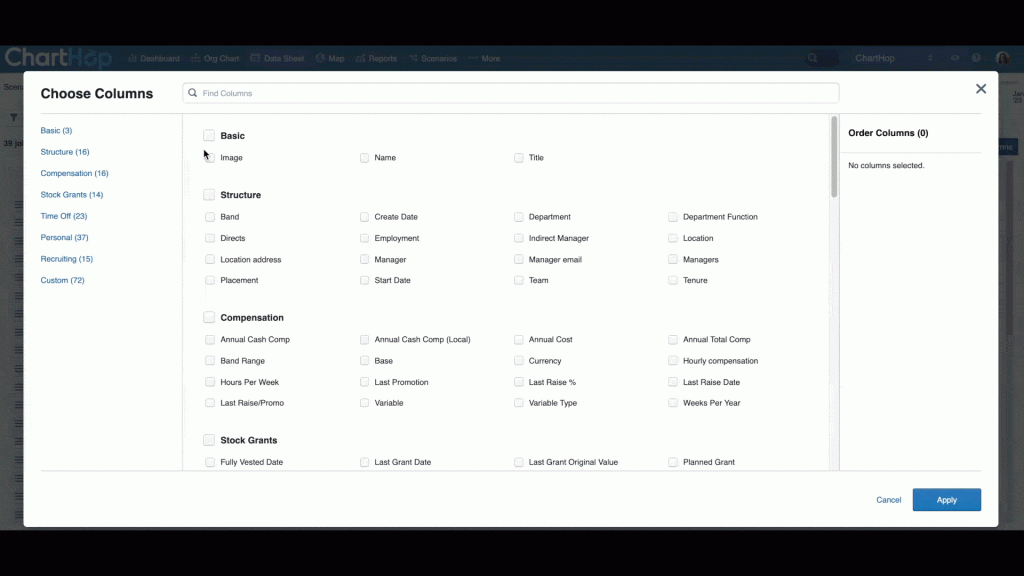 ChartHop
Dashboard
Org Chart
Data Sheet
Map
Reports
Scenarios
More
ChartHop
Choose Columns
Find Columns
Basic (3)
Structure (16)
Compensation (16)
Stock Grants (14)
Time Off (23)
Personal (37)
Recruiting (15)
Custom (72)
Basic
Image Name Title
Structure
Band Create Date Department Department Function
Directs Employment Indirect Manager Location
Location address Manager Manager email Managers
Placement Start Date Team Tenure
Compensation
Annual Cash Comp Annual Cash Comp (Local) Annual Cost Annual Total Comp
Band Range Base Currency Hourly compensation
Hours Per Week Last Promotion Last Raise % Last Raise Date
Last Raise/Promo Variable Variable Type Weeks Per Year
Stock Grants
Fully Vested Date Last Grant Date Last Grant Original Value Planned Grant
Order Columns (0)
No columns selected.
Cancel
Apply